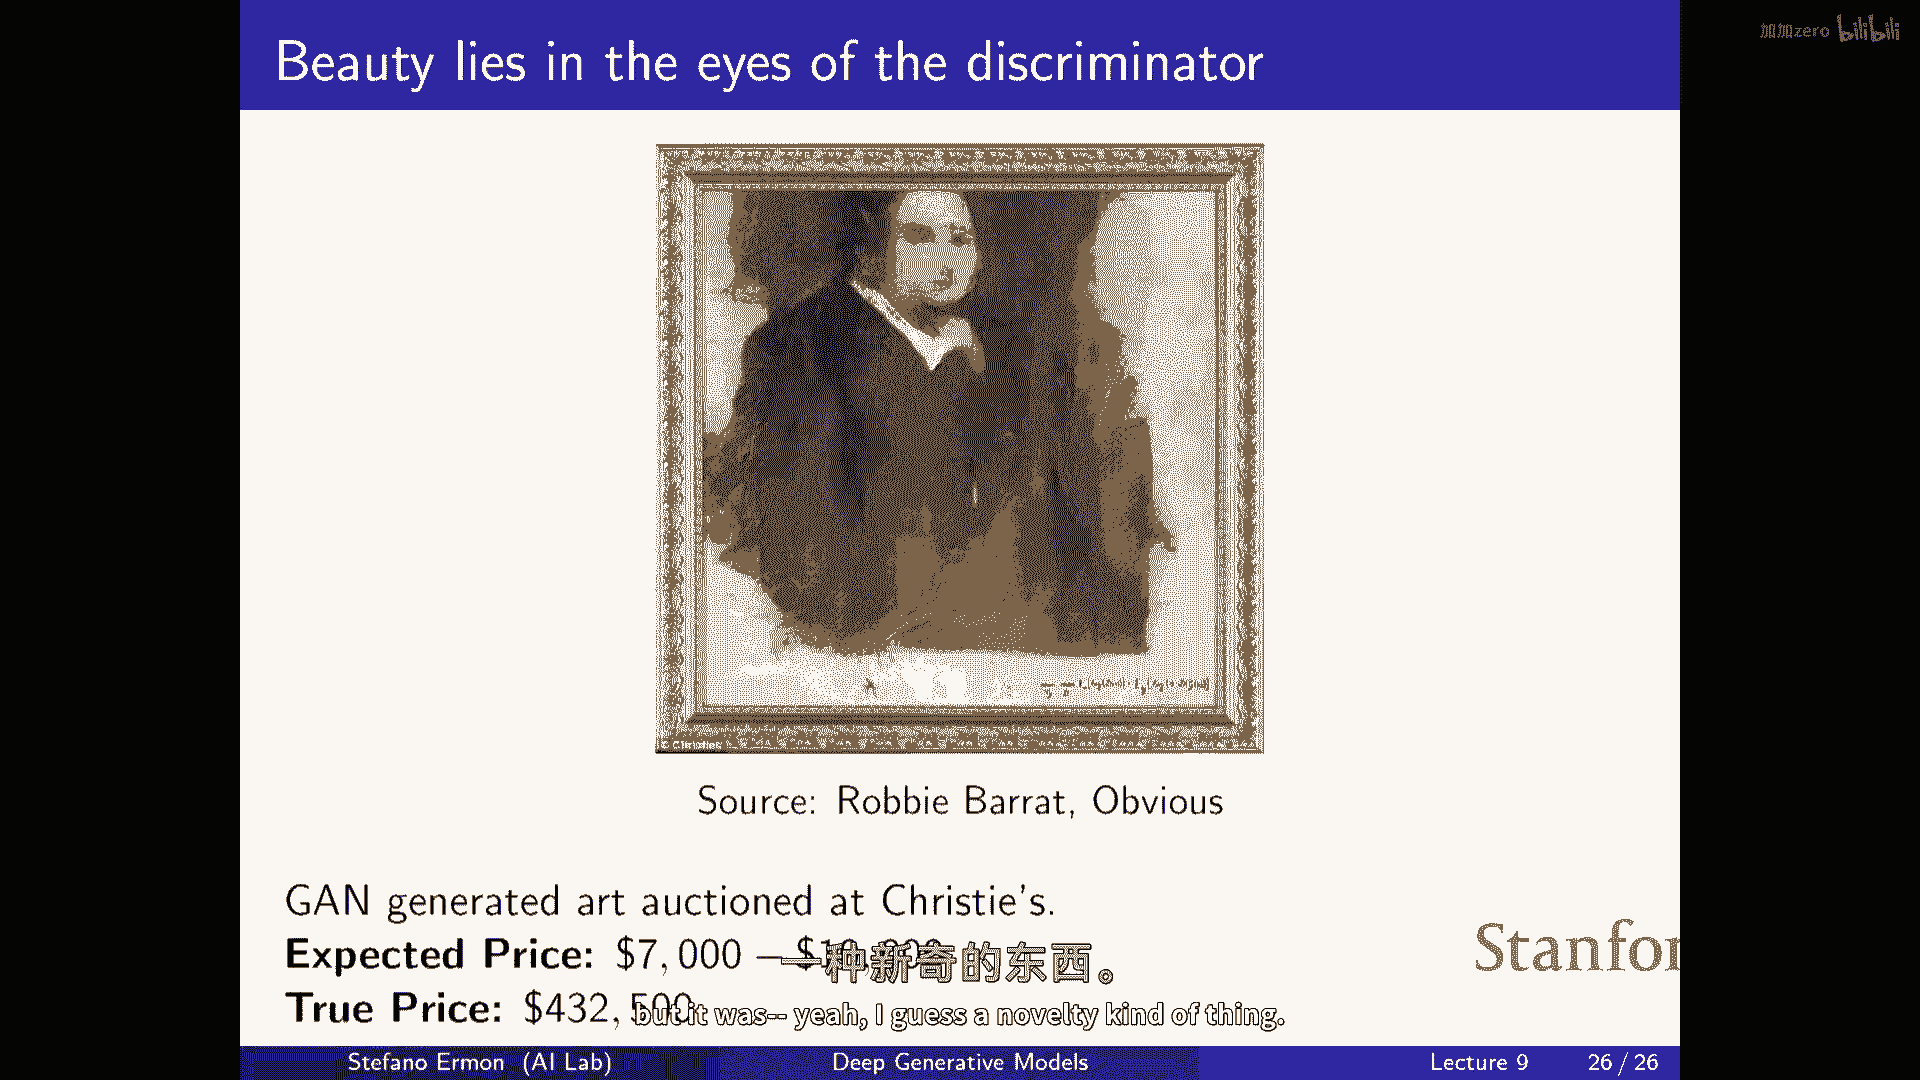 Beauty lies in the eyes of the discriminator
加加zero bilibili
© Christies
Source: Robbie Barrat, Obvious
GAN generated art auctioned at Christie's.
Expected Price: $7,000 –
一种新奇的东西。
True Price: $432,500
but it was-- yeah, I guess a novelty kind of thing.
Stanfor
Stefano Ermon (AI Lab) Deep Generative Models Lecture 9 26 / 26